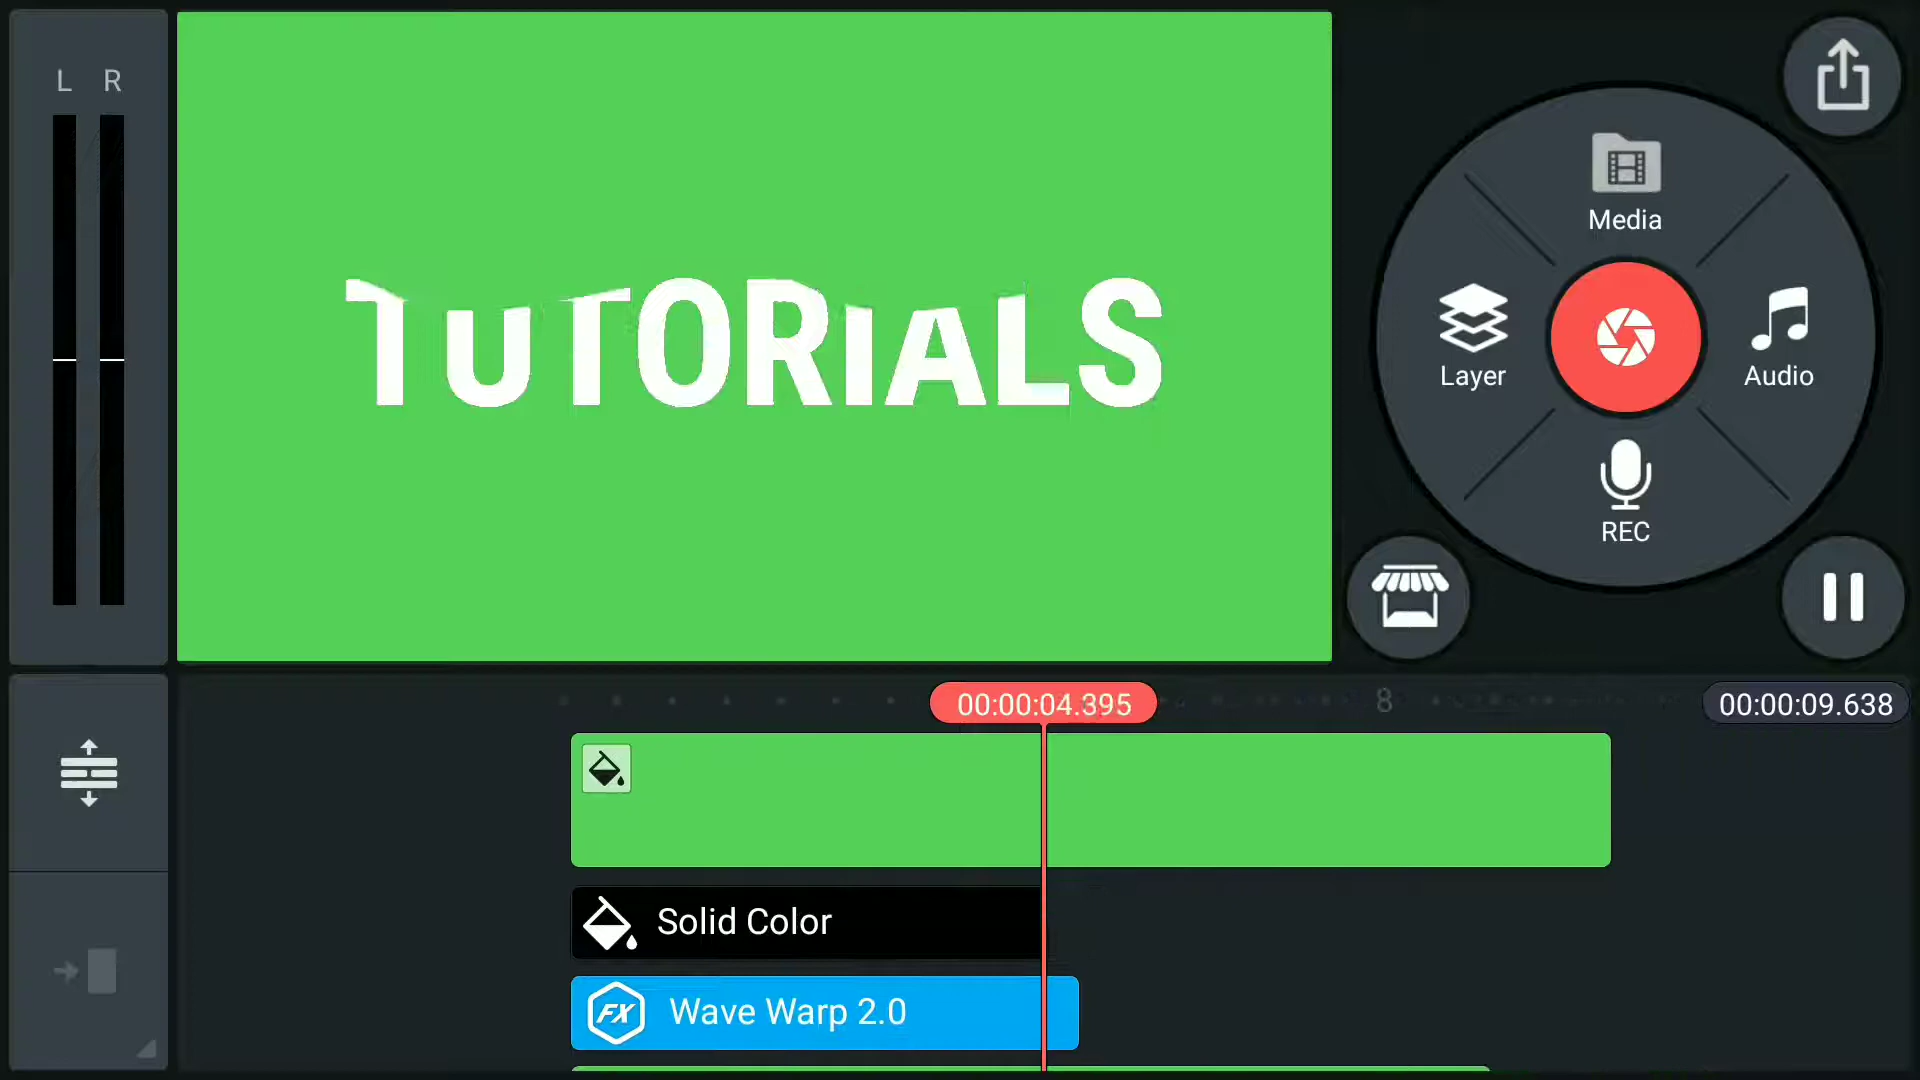 L R
TUTORiALS
Media
Layer
Audio
REC
00:00:04.395
8
00:00:09.638
Solid Color
FX Wave Warp 2.0